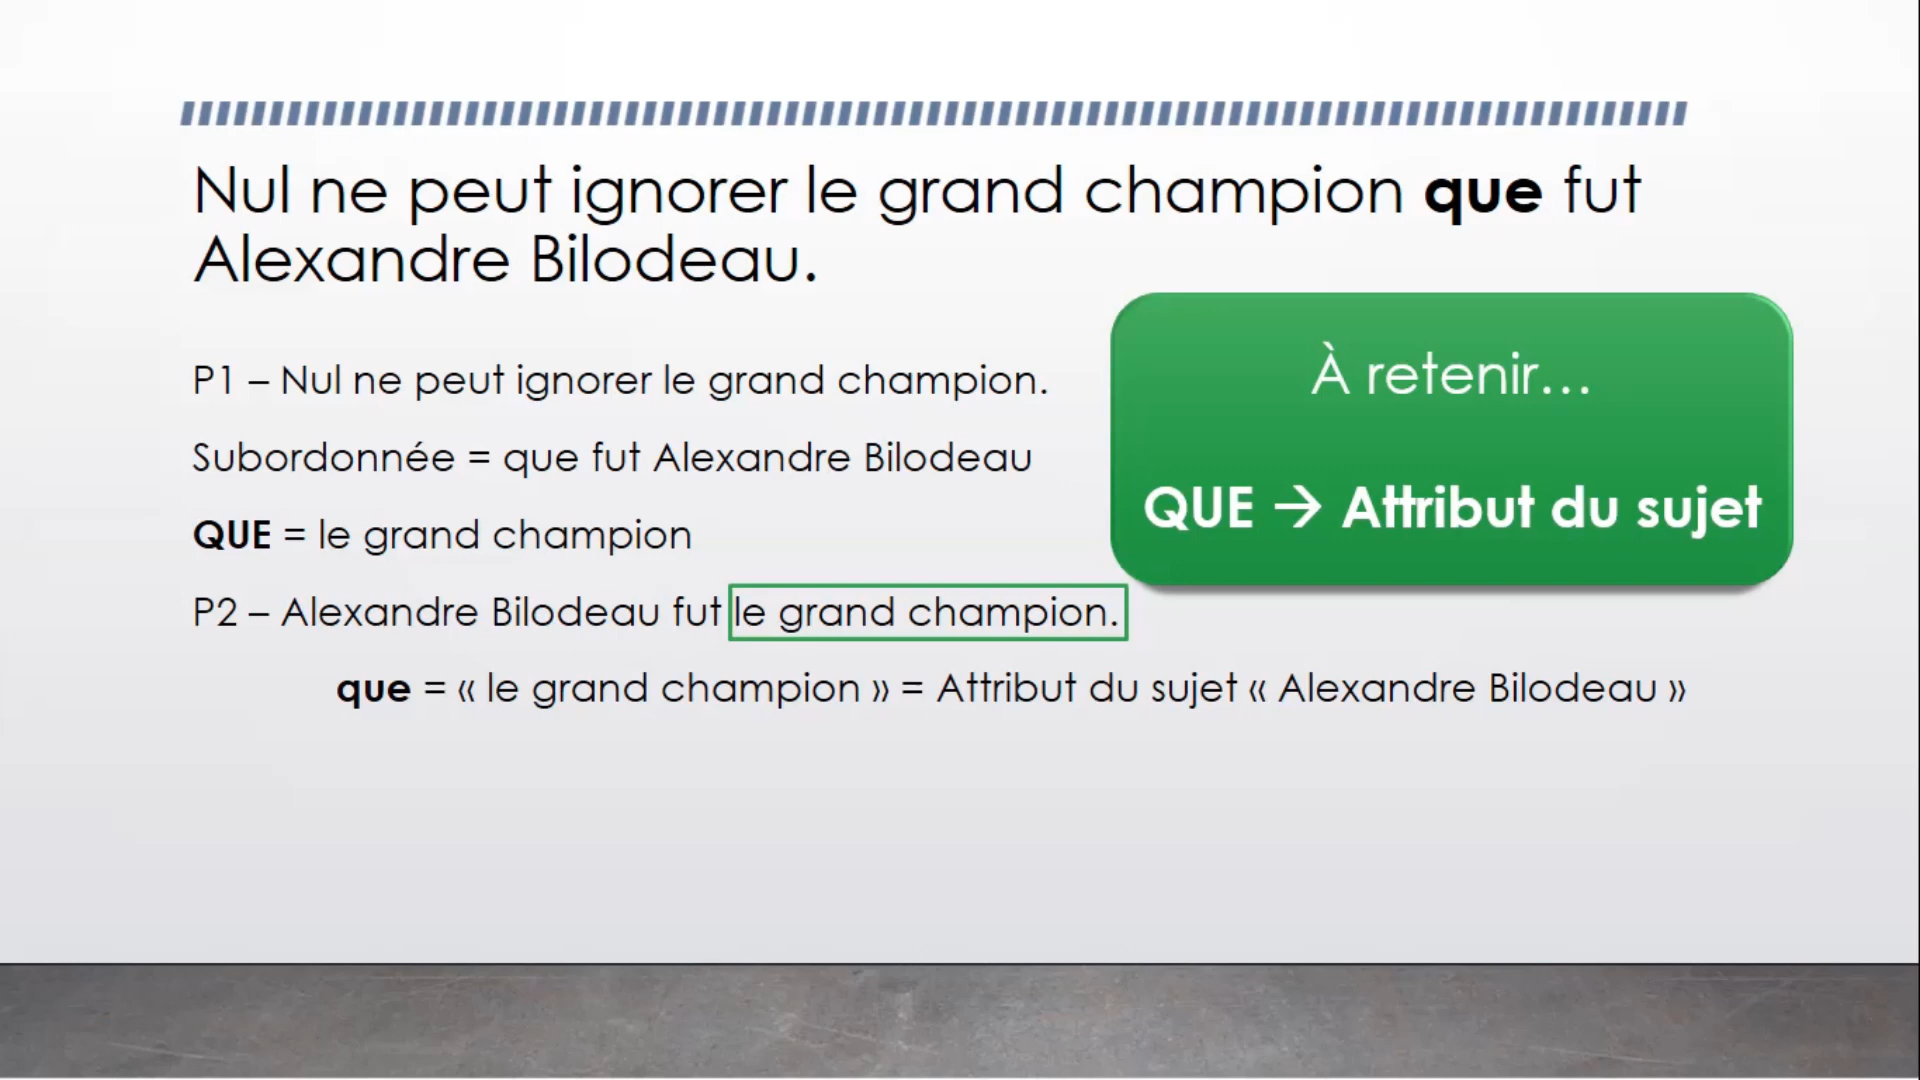 Nul ne peut ignorer le grand champion que fut
Alexandre Bilodeau.
P1 – Nul ne peut ignorer le grand champion.
Subordonnée = que fut Alexandre Bilodeau
QUE = le grand champion
P2 – Alexandre Bilodeau fut le grand champion.
que = « le grand champion » = Attribut du sujet « Alexandre Bilodeau »
À retenir…
QUE → Attribut du sujet